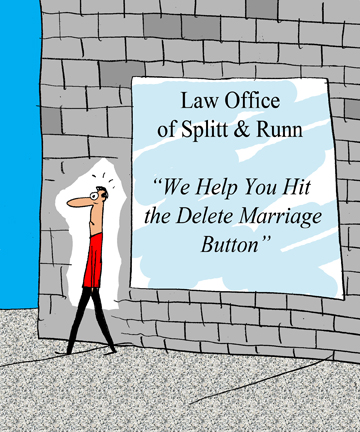 Law Office
of Splitt & Runn
“We Help You Hit
the Delete Marriage
Button”